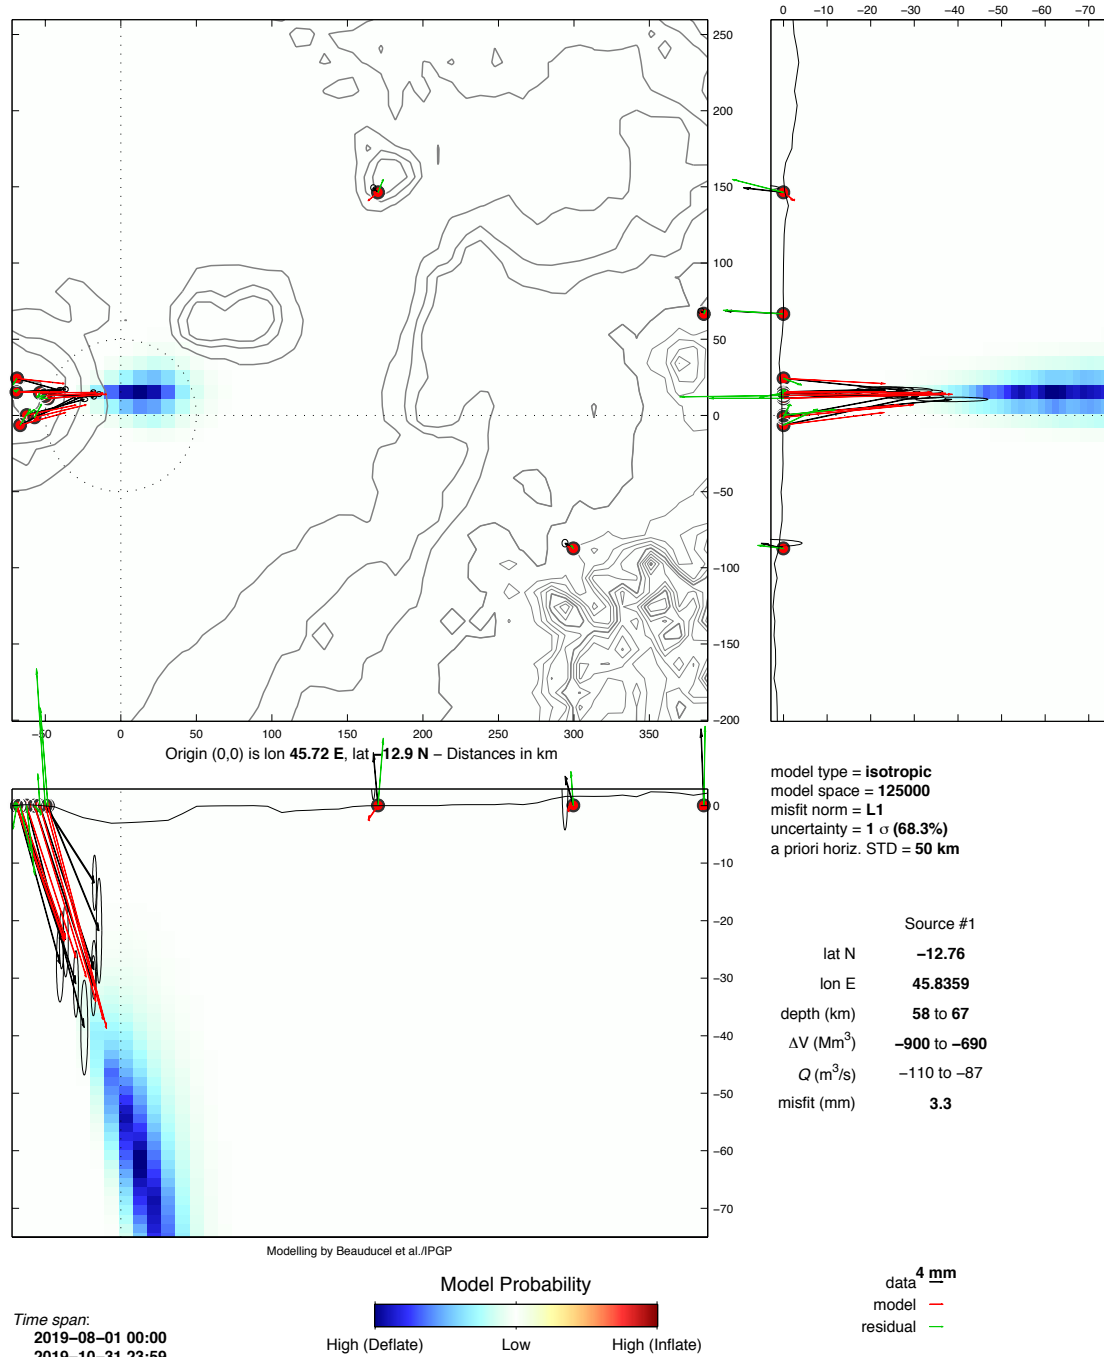 0 −10 −20 −30 −40 −50 −60 −70
250
200
150
100
50
0
−50
−100
−150
−200
−50 0 50 100 150 200 250 300 350
Origin (0,0) is lon 45.72 E, lat −12.9 N − Distances in km
0
−10
−20
−30
−40
−50
−60
−70
model type = isotropic
model space = 125000
misfit norm = L1
uncertainty = 1 σ (68.3%)
a priori horiz. STD = 50 km
Source #1
lat N −12.76
lon E 45.8359
depth (km) 58 to 67
ΔV (Mm³) −900 to −690
Q (m³/s) −110 to −87
misfit (mm) 3.3
Modelling by Beauducel et al./IPGP
Model Probability
High (Deflate) Low High (Inflate)
4 mm
data
model
residual
Time span:
2019−08−01 00:00
2019−10−31 23:59